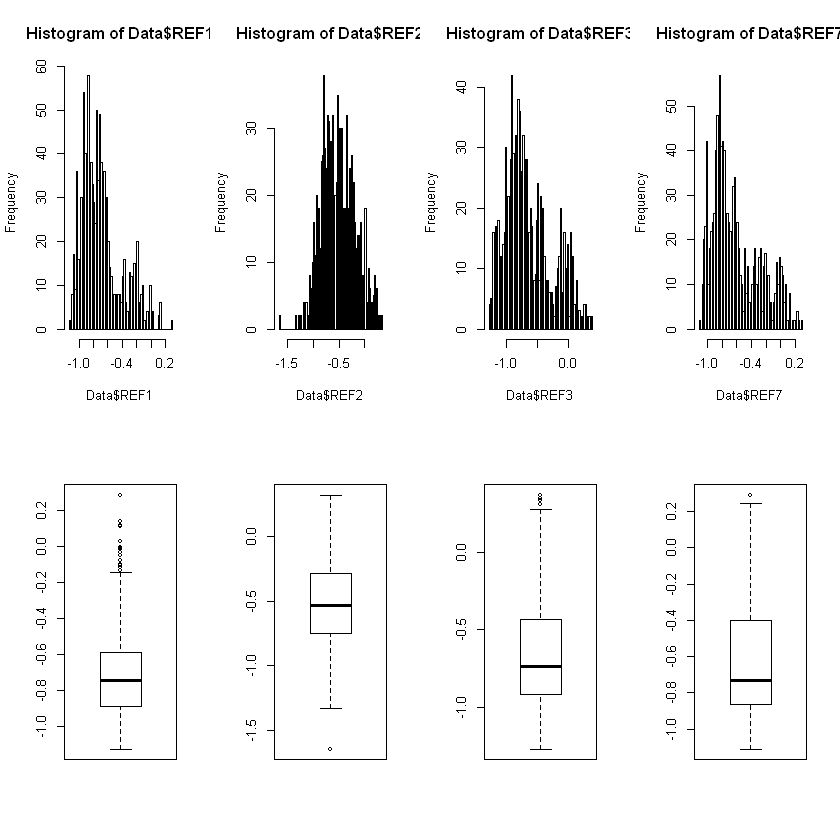 Histogram of Data$REF1
Histogram of Data$REF2
Histogram of Data$REF3
Histogram of Data$REF7
Frequency
0 10 20 30 40 50 60
-1.0 -0.4 0.2
Data$REF1
Frequency
0 10 20 30
-1.5 -0.5
Data$REF2
Frequency
0 10 20 30 40
-1.0 0.0
Data$REF3
Frequency
0 10 20 30 40 50
-1.0 -0.4 0.2
Data$REF7
-1.0 -0.8 -0.6 -0.4 -0.2 0.0 0.2
-1.5 -1.0 -0.5 0.0
-1.0 -0.5 0.0
-1.0 -0.8 -0.6 -0.4 -0.2 0.0 0.2